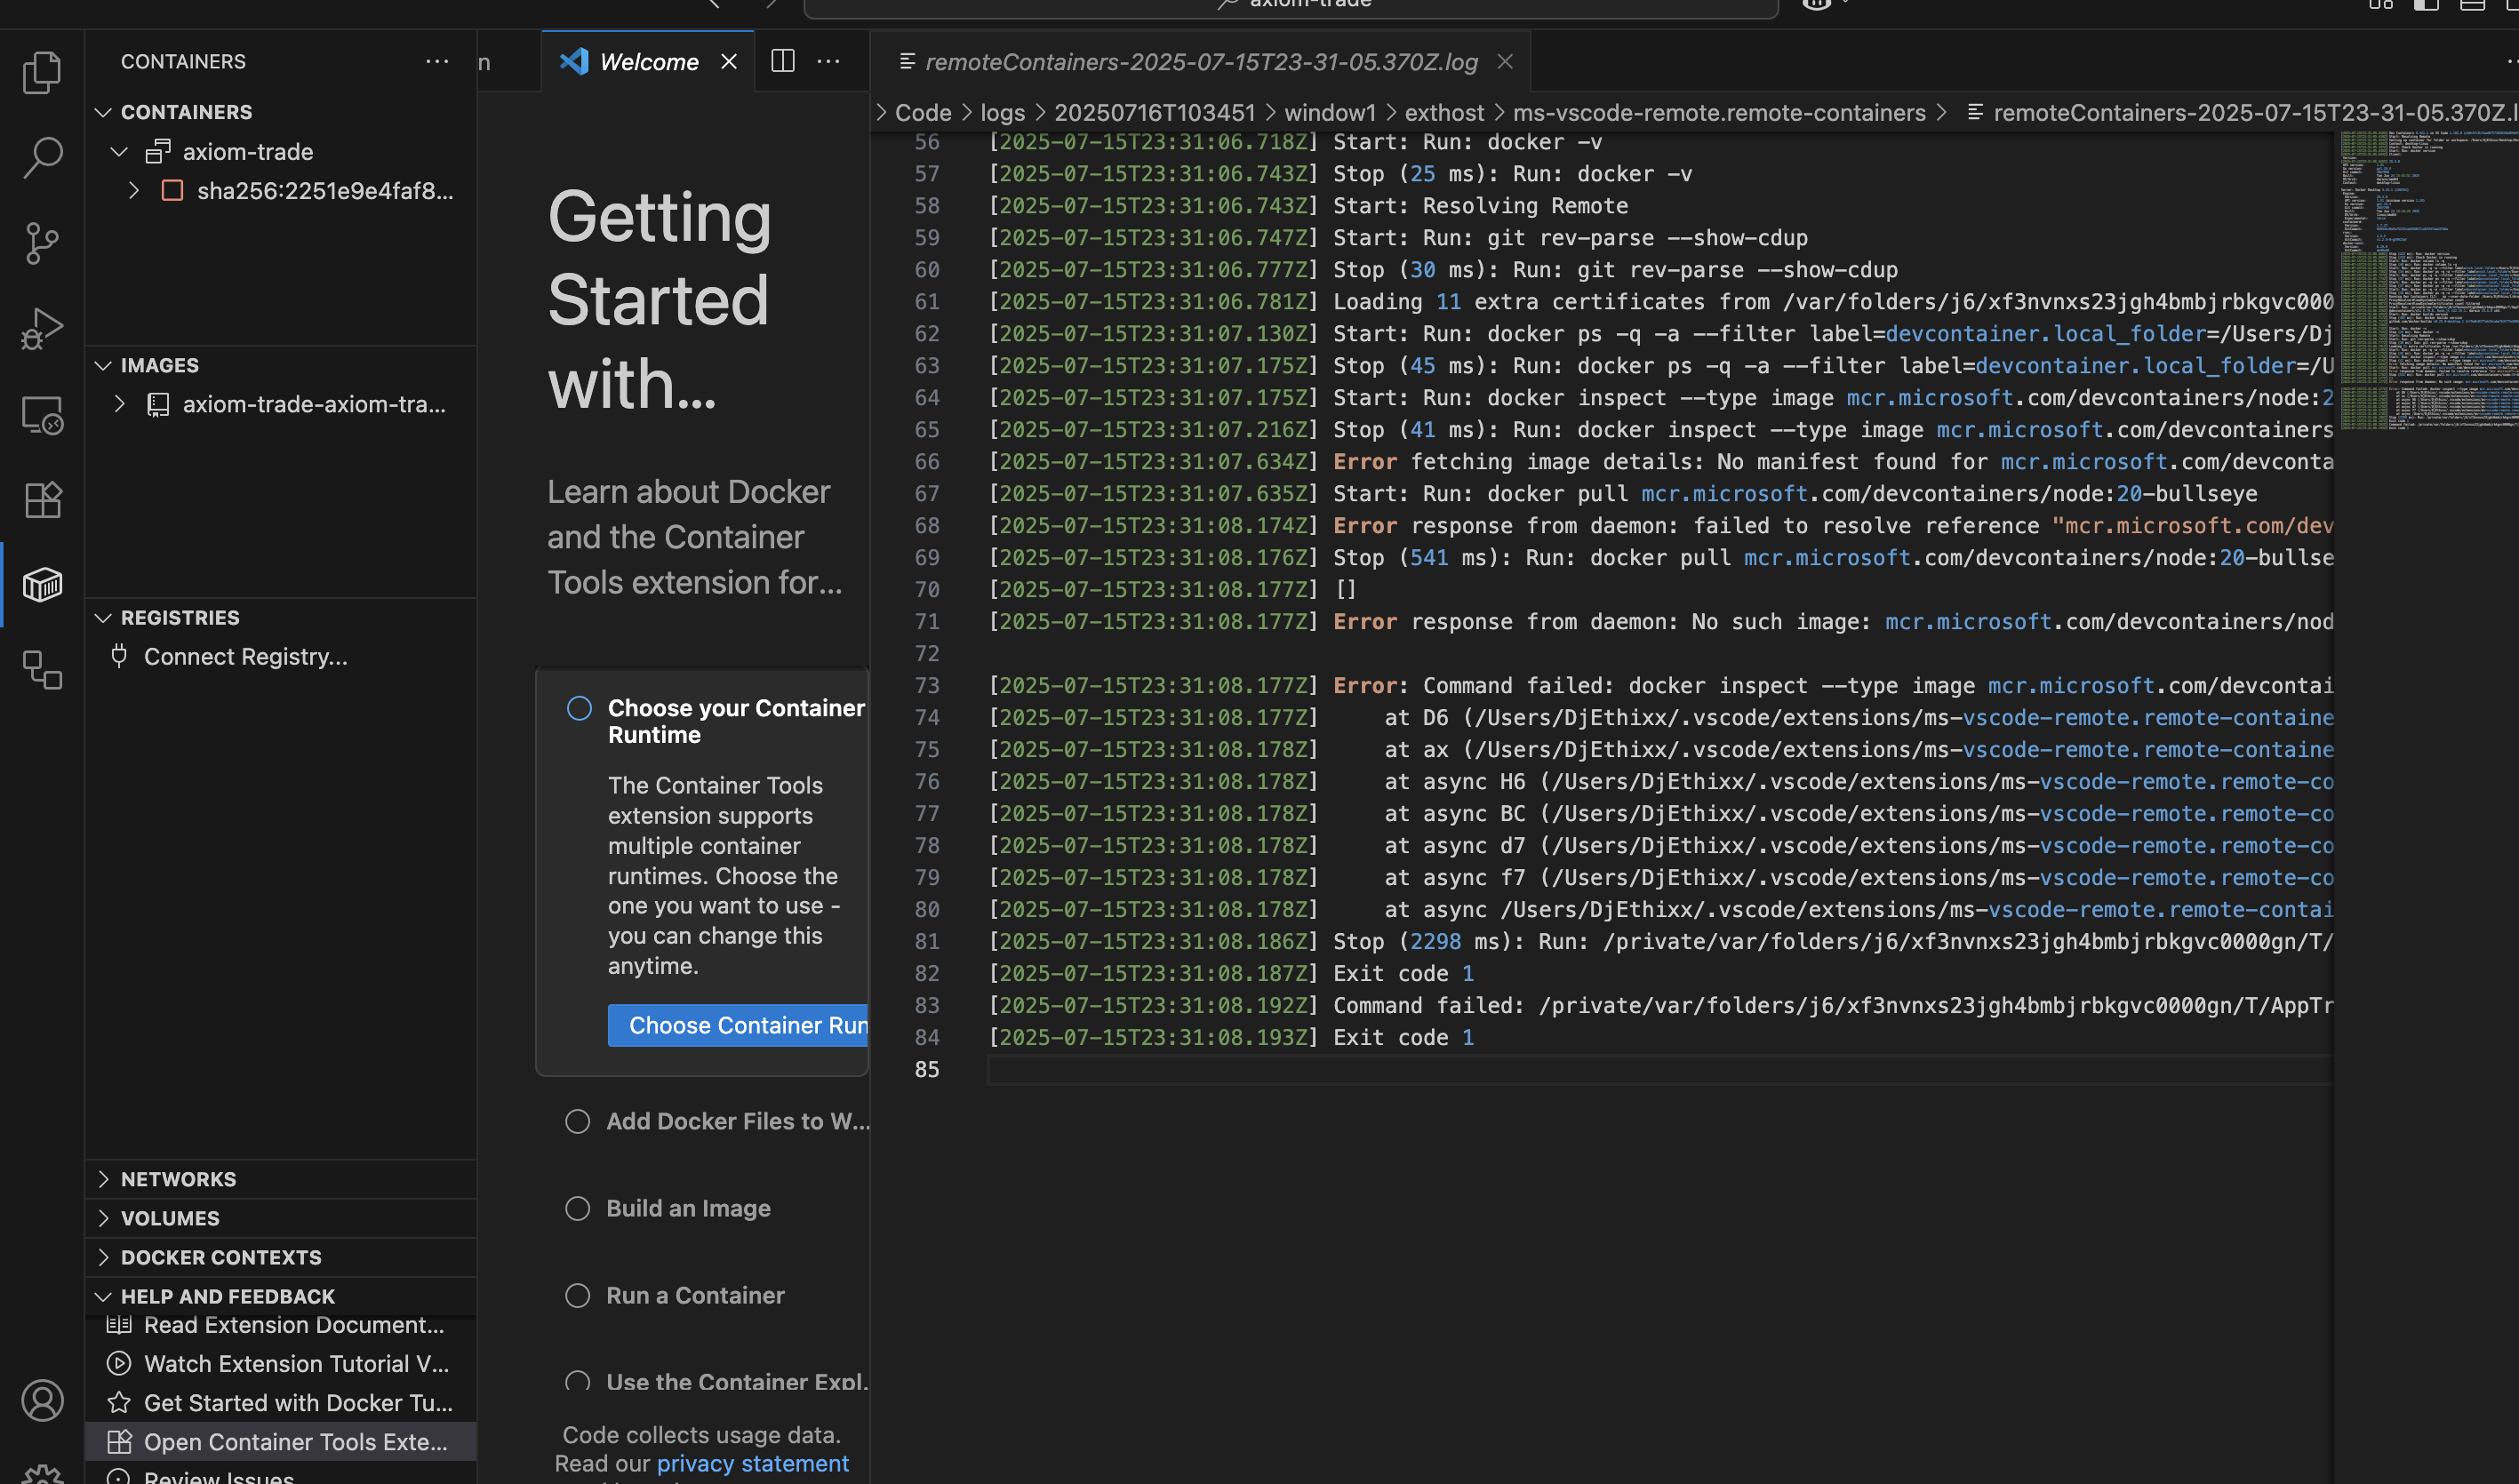 axiom-trade
CONTAINERS
CONTAINERS
axiom-trade
sha256:2251e9e4faf8...
IMAGES
axiom-trade-axiom-tra...
REGISTRIES
Connect Registry...
NETWORKS
VOLUMES
DOCKER CONTEXTS
HELP AND FEEDBACK
Read Extension Document...
Watch Extension Tutorial V...
Get Started with Docker Tu...
Open Container Tools Exte...
Review Issues
n
Welcome
Getting
Started
with...
Learn about Docker
and the Container
Tools extension for...
Choose your Container
Runtime
The Container Tools
extension supports
multiple container
runtimes. Choose the
one you want to use -
you can change this
anytime.
Choose Container Run
Add Docker Files to W...
Build an Image
Run a Container
Use the Container Expl.
Code collects usage data.
Read our privacy statement
remoteContainers-2025-07-15T23-31-05.370Z.log
> Code > logs > 20250716T103451 > window1 > exthost > ms-vscode-remote.remote-containers > remoteContainers-2025-07-15T23-31-05.370Z.l
56 [2025-07-15T23:31:06.718Z] Start: Run: docker -v
57 [2025-07-15T23:31:06.743Z] Stop (25 ms): Run: docker -v
58 [2025-07-15T23:31:06.743Z] Start: Resolving Remote
59 [2025-07-15T23:31:06.747Z] Start: Run: git rev-parse --show-cdup
60 [2025-07-15T23:31:06.777Z] Stop (30 ms): Run: git rev-parse --show-cdup
61 [2025-07-15T23:31:06.781Z] Loading 11 extra certificates from /var/folders/j6/xf3nvnxs23jgh4bmbjrbkgvc000
62 [2025-07-15T23:31:07.130Z] Start: Run: docker ps -q -a --filter label=devcontainer.local_folder=/Users/Dj
63 [2025-07-15T23:31:07.175Z] Stop (45 ms): Run: docker ps -q -a --filter label=devcontainer.local_folder=/U
64 [2025-07-15T23:31:07.175Z] Start: Run: docker inspect --type image mcr.microsoft.com/devcontainers/node:2
65 [2025-07-15T23:31:07.216Z] Stop (41 ms): Run: docker inspect --type image mcr.microsoft.com/devcontainers
66 [2025-07-15T23:31:07.634Z] Error fetching image details: No manifest found for mcr.microsoft.com/devconta
67 [2025-07-15T23:31:07.635Z] Start: Run: docker pull mcr.microsoft.com/devcontainers/node:20-bullseye
68 [2025-07-15T23:31:08.174Z] Error response from daemon: failed to resolve reference "mcr.microsoft.com/dev
69 [2025-07-15T23:31:08.176Z] Stop (541 ms): Run: docker pull mcr.microsoft.com/devcontainers/node:20-bullse
70 [2025-07-15T23:31:08.177Z] []
71 [2025-07-15T23:31:08.177Z] Error response from daemon: No such image: mcr.microsoft.com/devcontainers/nod
72
73 [2025-07-15T23:31:08.177Z] Error: Command failed: docker inspect --type image mcr.microsoft.com/devcontai
74 [2025-07-15T23:31:08.177Z]     at D6 (/Users/DjEthixx/.vscode/extensions/ms-vscode-remote.remote-containe
75 [2025-07-15T23:31:08.178Z]     at ax (/Users/DjEthixx/.vscode/extensions/ms-vscode-remote.remote-containe
76 [2025-07-15T23:31:08.178Z]     at async H6 (/Users/DjEthixx/.vscode/extensions/ms-vscode-remote.remote-co
77 [2025-07-15T23:31:08.178Z]     at async BC (/Users/DjEthixx/.vscode/extensions/ms-vscode-remote.remote-co
78 [2025-07-15T23:31:08.178Z]     at async d7 (/Users/DjEthixx/.vscode/extensions/ms-vscode-remote.remote-co
79 [2025-07-15T23:31:08.178Z]     at async f7 (/Users/DjEthixx/.vscode/extensions/ms-vscode-remote.remote-co
80 [2025-07-15T23:31:08.178Z]     at async /Users/DjEthixx/.vscode/extensions/ms-vscode-remote.remote-contai
81 [2025-07-15T23:31:08.186Z] Stop (2298 ms): Run: /private/var/folders/j6/xf3nvnxs23jgh4bmbjrbkgvc0000gn/T/
82 [2025-07-15T23:31:08.187Z] Exit code 1
83 [2025-07-15T23:31:08.192Z] Command failed: /private/var/folders/j6/xf3nvnxs23jgh4bmbjrbkgvc0000gn/T/AppTr
84 [2025-07-15T23:31:08.193Z] Exit code 1
85